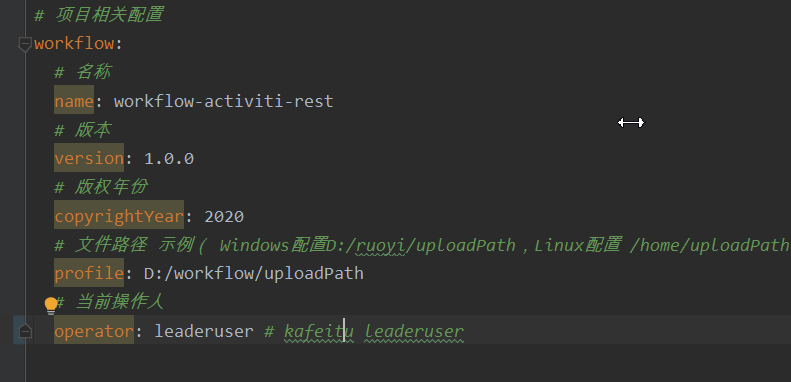 # 项目相关配置
workflow:
# 名称
name: workflow-activiti-rest
# 版本
version: 1.0.0
# 版权年份
copyrightYear: 2020
# 文件路径 示例（ Windows配置D:/ruoyi/uploadPath，Linux配置 /home/uploadPath
profile: D:/workflow/uploadPath
# 当前操作人
operator: leaderuser # kafeitu leaderuser